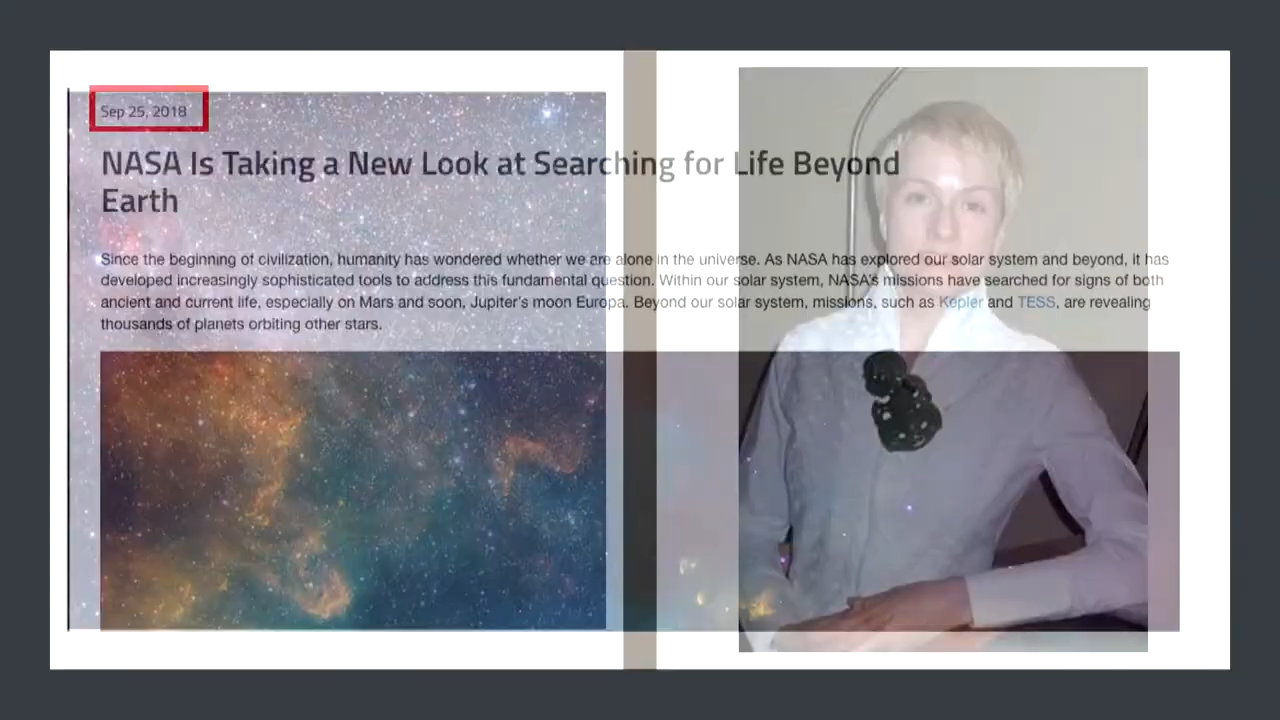 Sep 25, 2018
NASA Is Taking a New Look at Searching for Life Beyond
Earth
Since the beginning of civilization, humanity has wondered whether we are alone in the universe. As NASA has explored our solar system and beyond, it has
developed increasingly sophisticated tools to address this fundamental question. Within our solar system, NASA's missions have searched for signs of both
ancient and current life, especially on Mars and soon, Jupiter's moon Europa. Beyond our solar system, missions, such as Kepler and TESS, are revealing
thousands of planets orbiting other stars.